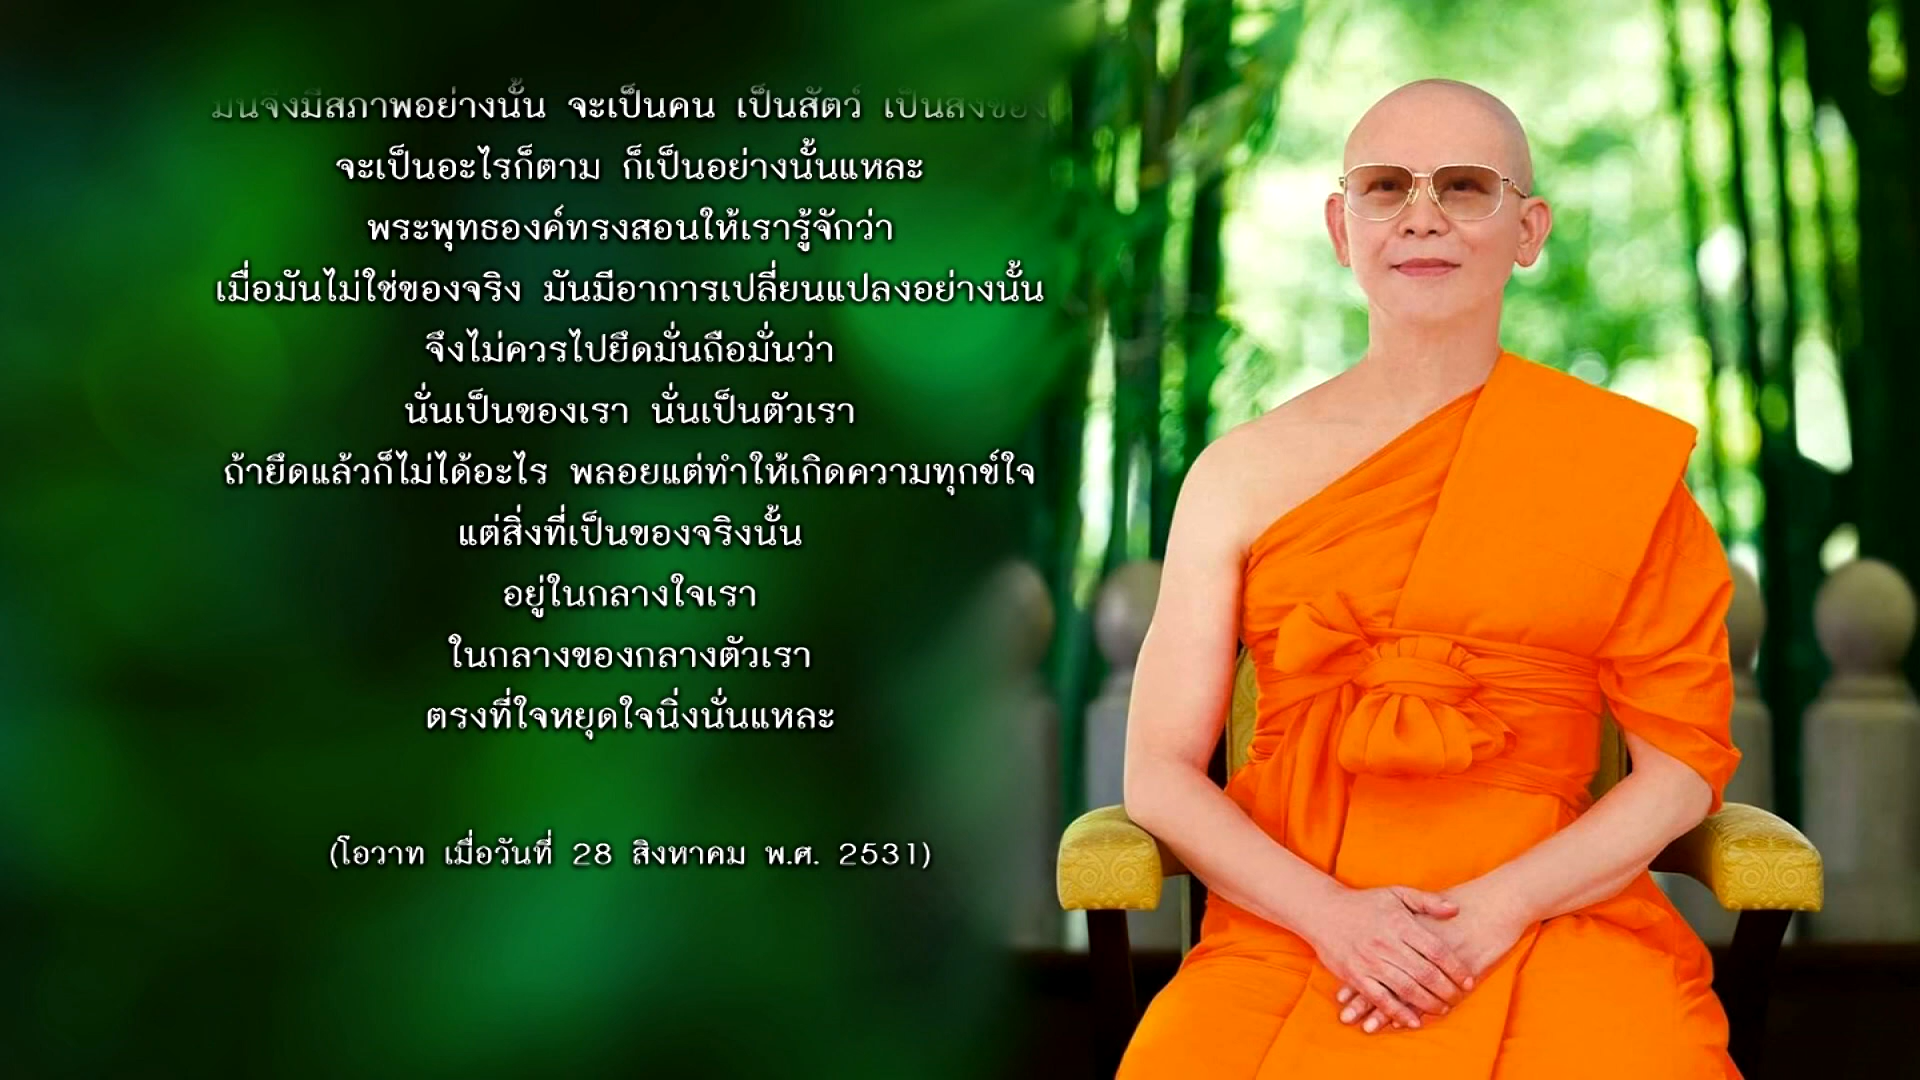 มันจึงมีสภาพอย่างนั้น จะเป็นคน เป็นสัตว์ เป็นสิ่งของ
จะเป็นอะไรก็ตาม ก็เป็นอย่างนั้นแหละ
พระพุทธองค์ทรงสอนให้เรารู้จักว่า
เมื่อมันไม่ใช่ของจริง มันมีอาการเปลี่ยนแปลงอย่างนั้น
จึงไม่ควรไปยึดมั่นถือมั่นว่า
นั่นเป็นของเรา นั่นเป็นตัวเรา
ถ้ายึดแล้วก็ไม่ได้อะไร พลอยแต่ทำให้เกิดความทุกข์ใจ
แต่สิ่งที่เป็นของจริงนั้น
อยู่ในกลางใจเรา
ในกลางของกลางตัวเรา
ตรงที่ใจหยุดใจนิ่งนั่นแหละ
(โอวาท เมื่อวันที่ 28 สิงหาคม พ.ศ. 2531)